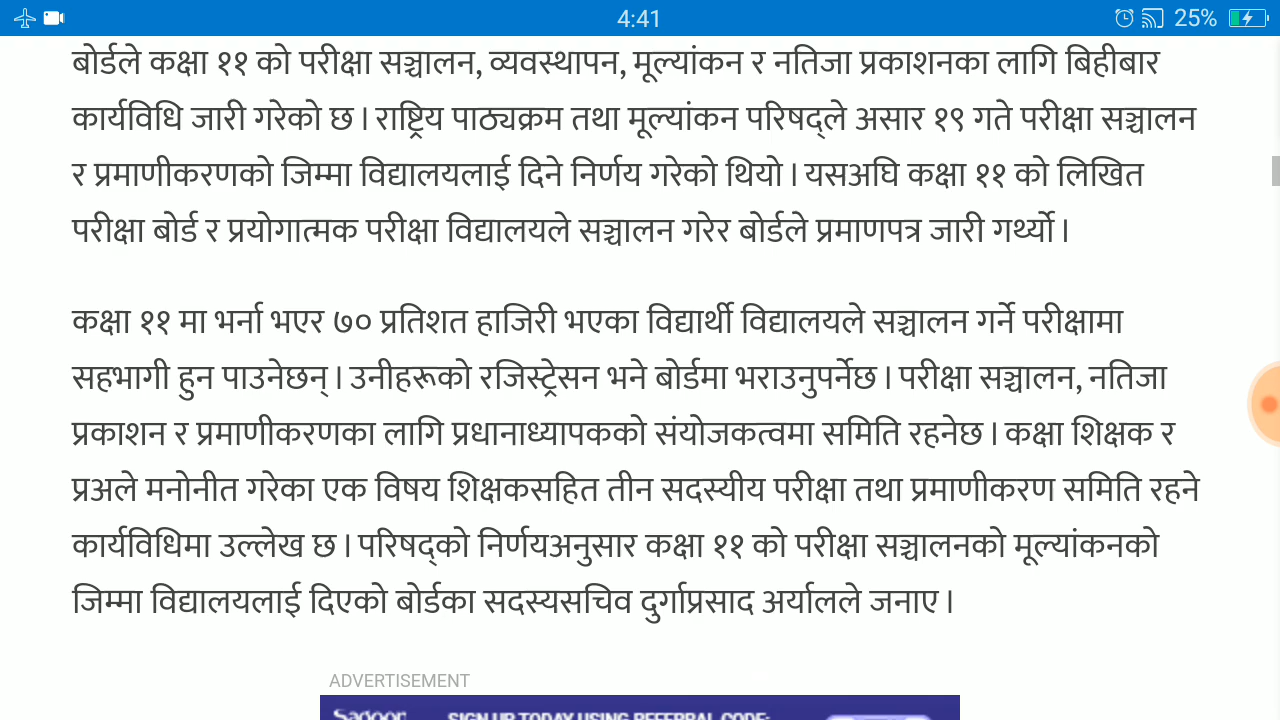 4:41
25%
बोर्डले कक्षा ११ को परीक्षा सञ्चालन, व्यवस्थापन, मूल्यांकन र नतिजा प्रकाशनका लागि बिहीबार
कार्यविधि जारी गरेको छ । राष्ट्रिय पाठ्यक्रम तथा मूल्यांकन परिषद्ले असार १९ गते परीक्षा सञ्चालन
र प्रमाणीकरणको जिम्मा विद्यालयलाई दिने निर्णय गरेको थियो । यसअघि कक्षा ११ को लिखित
परीक्षा बोर्ड र प्रयोगात्मक परीक्षा विद्यालयले सञ्चालन गरेर बोर्डले प्रमाणपत्र जारी गर्थ्यो ।
कक्षा ११ मा भर्ना भएर ७० प्रतिशत हाजिरी भएका विद्यार्थी विद्यालयले सञ्चालन गर्ने परीक्षामा
सहभागी हुन पाउनेछन् । उनीहरूको रजिस्ट्रेसन भने बोर्डमा भराउनुपर्नेछ । परीक्षा सञ्चालन, नतिजा
प्रकाशन र प्रमाणीकरणका लागि प्रधानाध्यापकको संयोजकत्वमा समिति रहनेछ । कक्षा शिक्षक र
प्रअले मनोनीत गरेका एक विषय शिक्षकसहित तीन सदस्यीय परीक्षा तथा प्रमाणीकरण समिति रहने
कार्यविधिमा उल्लेख छ । परिषद्को निर्णयअनुसार कक्षा ११ को परीक्षा सञ्चालनको मूल्यांकनको
जिम्मा विद्यालयलाई दिएको बोर्डका सदस्यसचिव दुर्गाप्रसाद अर्यालले जनाए ।
ADVERTISEMENT
Sagoon SIGN UP TODAY USING REFERRAL CODE: